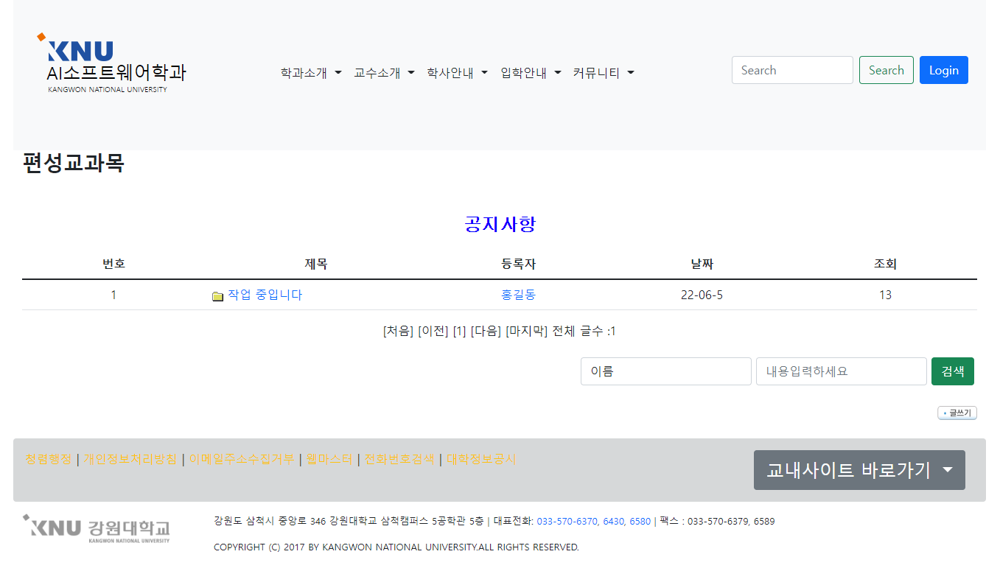 KNU
AI소프트웨어학과
KANGWON NATIONAL UNIVERSITY
학과소개 교수소개 학사안내 입학안내 커뮤니티
Search Search Login
편성교과목
공지사항
번호 제목 등록자 날짜 조회
1 작업 중입니다 홍길동 22-06-5 13
[처음] [이전] [1] [다음] [마지막] 전체 글수 :1
이름 내용입력하세요 검색
글쓰기
청렴행정 | 개인정보처리방침 | 이메일주소수집거부 | 웹마스터 | 전화번호검색 | 대학정보공시
교내사이트 바로가기
KNU 강원대학교
KANGWON NATIONAL UNIVERSITY
강원도 삼척시 중앙로 346 강원대학교 삼척캠퍼스 5공학관 5층 | 대표전화: 033-570-6370, 6430, 6580 | 팩스 : 033-570-6379, 6589
COPYRIGHT (C) 2017 BY KANGWON NATIONAL UNIVERSITY.ALL RIGHTS RESERVED.